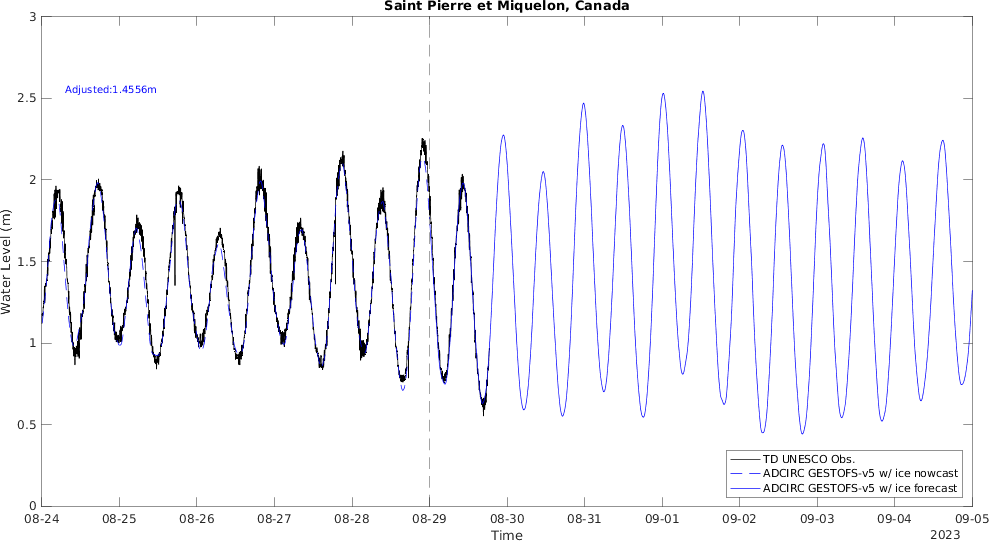 Saint Pierre et Miquelon, Canada
3
2.5
2
1.5
1
0.5
0
Water Level (m)
Adjusted:1.4556m
TD UNESCO Obs.
ADCIRC GESTOFS-v5 w/ ice nowcast
ADCIRC GESTOFS-v5 w/ ice forecast
08-24 08-25 08-26 08-27 08-28 08-29 08-30 08-31 09-01 09-02 09-03 09-04 09-05
Time
2023